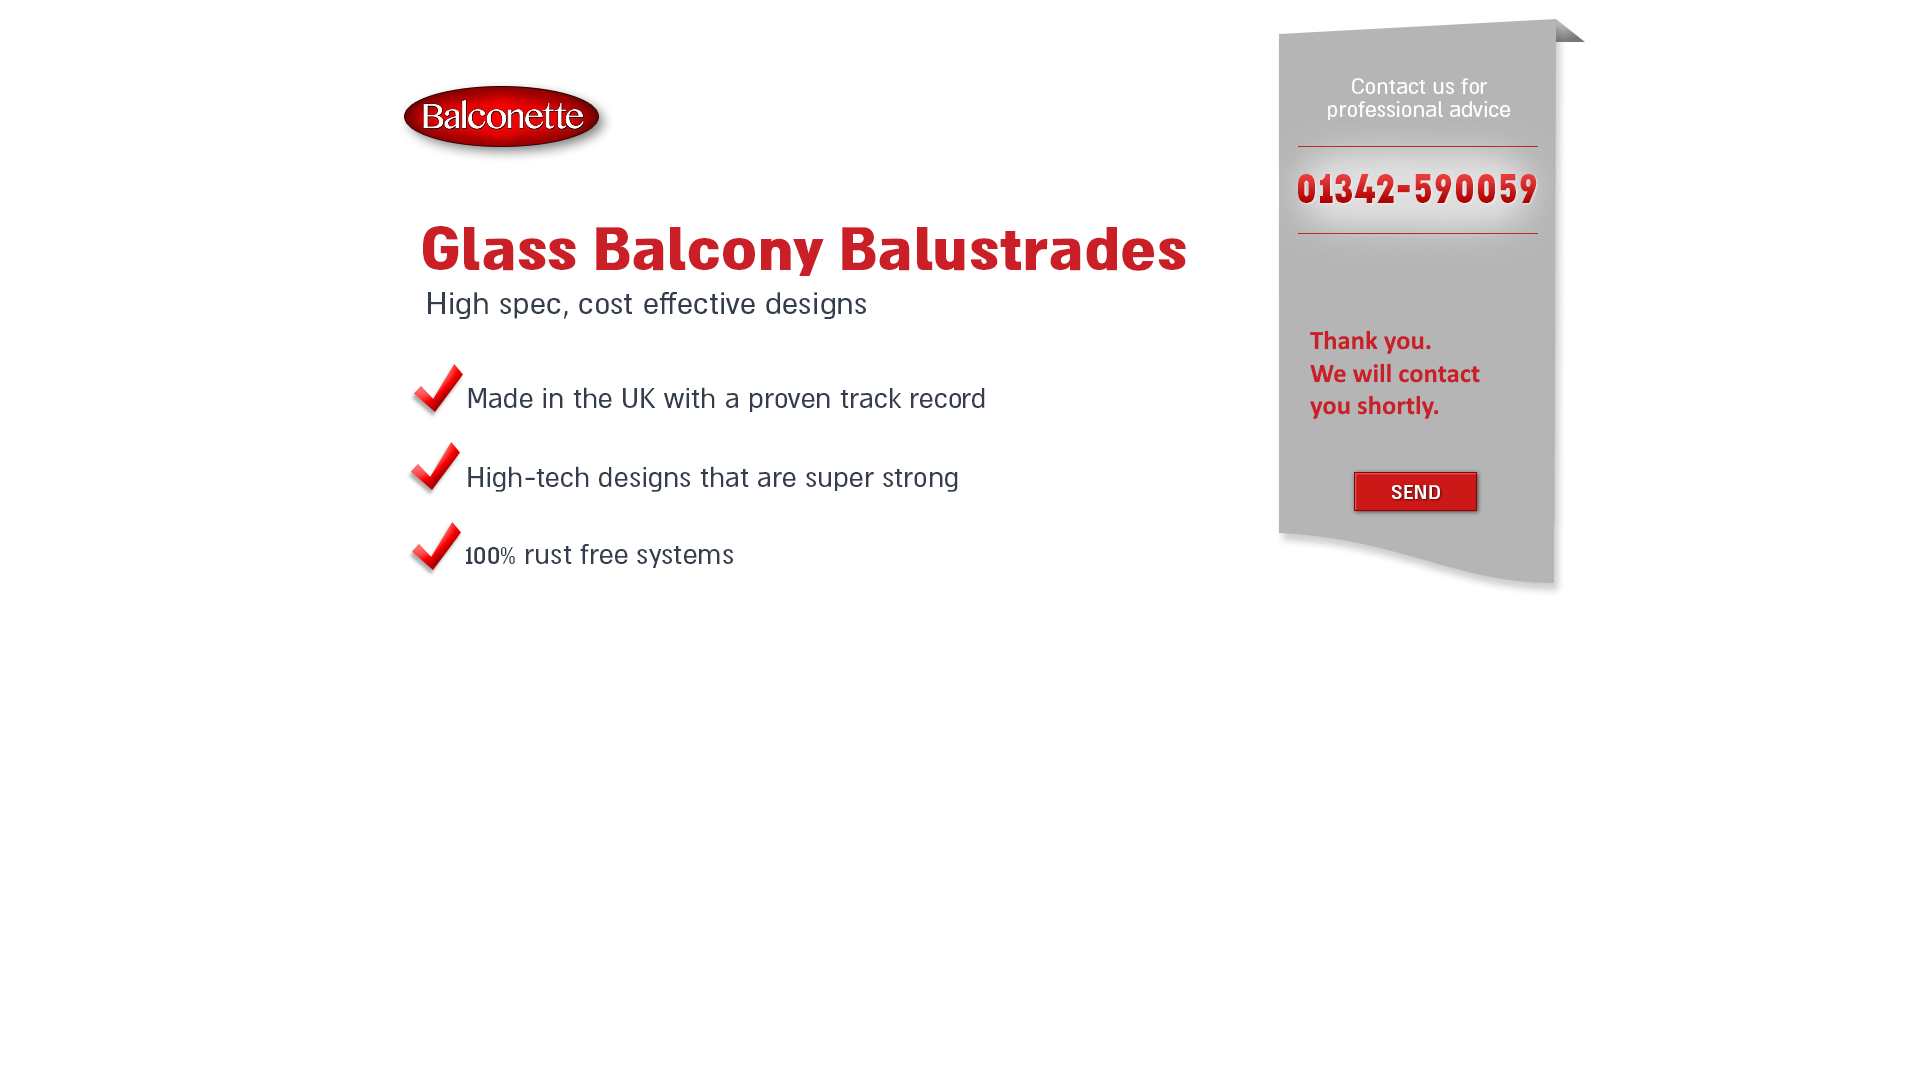 Balconette
Glass Balcony Balustrades
High spec, cost effective designs
Made in the UK with a proven track record
High-tech designs that are super strong
100% rust free systems
Contact us for
professional advice
01342-590059
Thank you.
We will contact
you shortly.
SEND